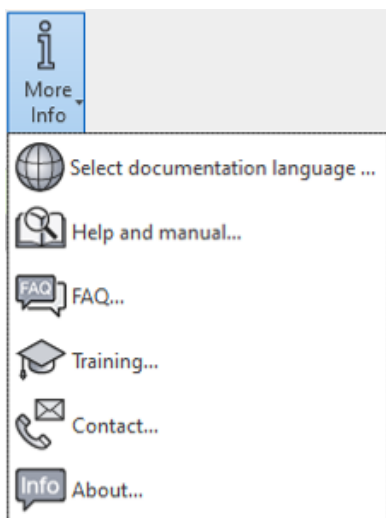 More
Info
Select documentation language ...
Help and manual...
FAQ
FAQ...
Training...
Contact...
Info
About...